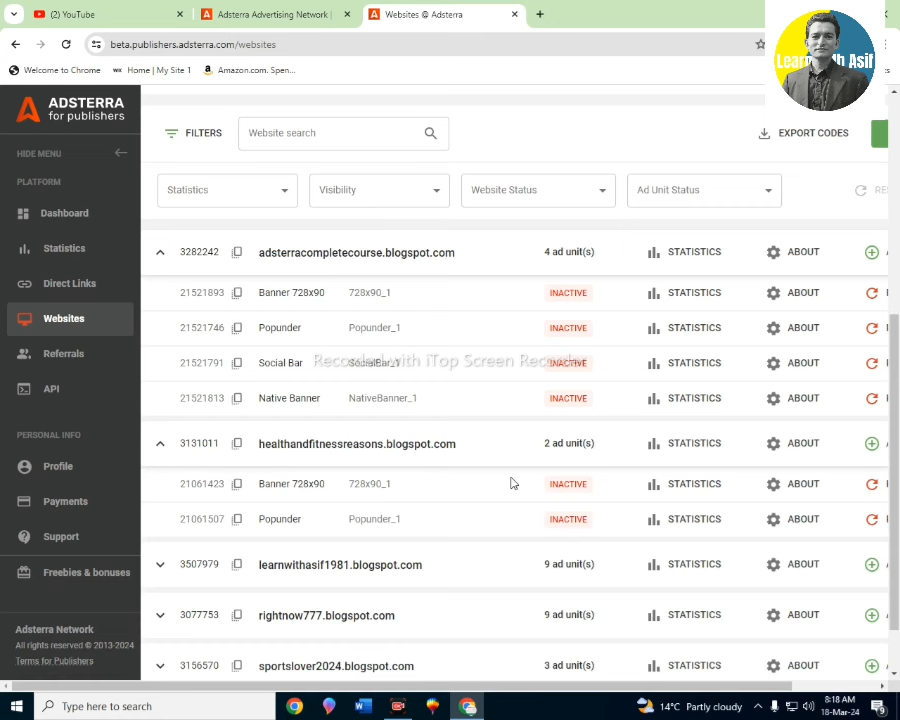 YouTube
Adsterra Advertising Network |
Websites @ Adsterra
beta.publishers.adsterra.com/websites
Welcome to Chrome
Home | My Site 1
Amazon.com. Spen...
ADSTERRA
for publishers
HIDE MENU
PLATFORM
Dashboard
Statistics
Direct Links
Websites
Referrals
API
PERSONAL INFO
Profile
Payments
Support
Freebies & bonuses
Adsterra Network
All rights reserved © 2013-2024
Terms for Publishers
FILTERS
Website search
EXPORT CODES
Statistics
Visibility
Website Status
Ad Unit Status
3282242 adsterracompletecourse.blogspot.com 4 ad unit(s) STATISTICS ABOUT
21521893 Banner 728x90 728x90_1 INACTIVE STATISTICS ABOUT
21521746 Popunder Popunder_1 INACTIVE STATISTICS ABOUT
21521791 Social Bar SocialBar_1 INACTIVE STATISTICS ABOUT
Recorded with iTop Screen Recorder
21521813 Native Banner NativeBanner_1 INACTIVE STATISTICS ABOUT
3131011 healthandfitnessreasons.blogspot.com 2 ad unit(s) STATISTICS ABOUT
21061423 Banner 728x90 728x90_1 INACTIVE STATISTICS ABOUT
21061507 Popunder Popunder_1 INACTIVE STATISTICS ABOUT
3507979 learnwithasif1981.blogspot.com 9 ad unit(s) STATISTICS ABOUT
3077753 rightnow777.blogspot.com 9 ad unit(s) STATISTICS ABOUT
3156570 sportslover2024.blogspot.com 3 ad unit(s) STATISTICS ABOUT
Type here to search
14°C Partly cloudy
8:18 AM
18-Mar-24